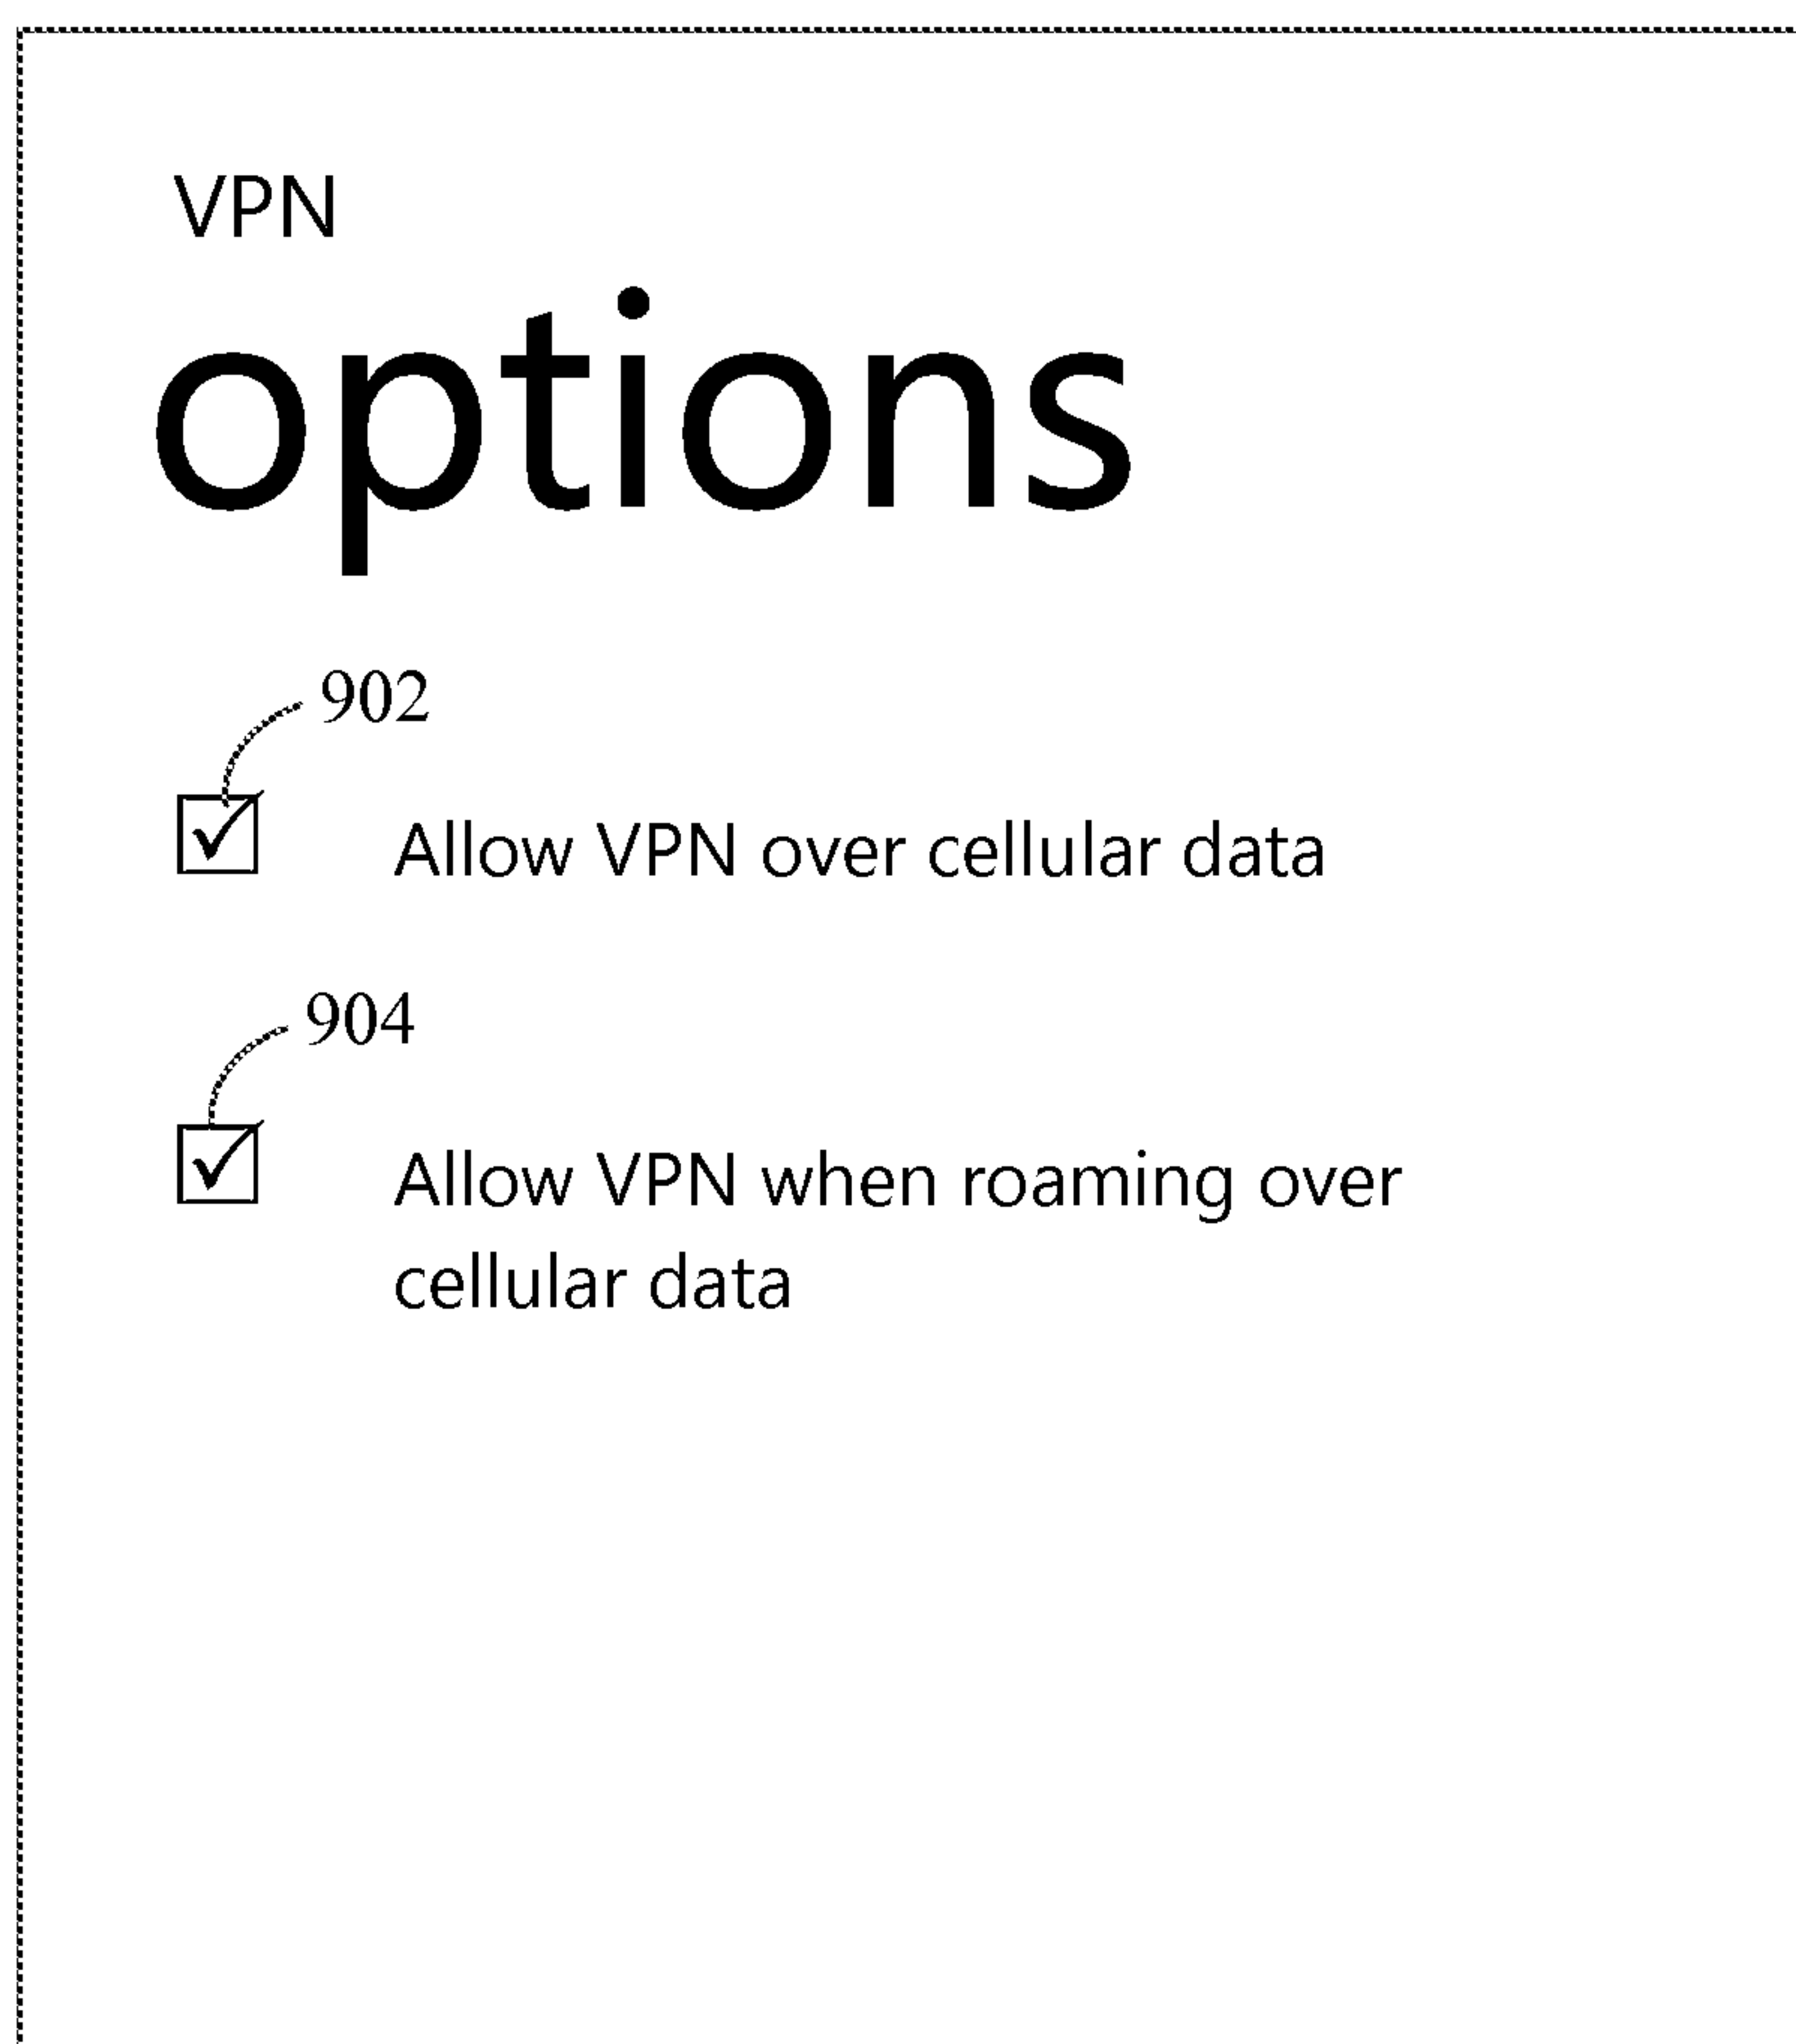 VPN
options
902
Allow VPN over cellular data
904
Allow VPN when roaming over
cellular data